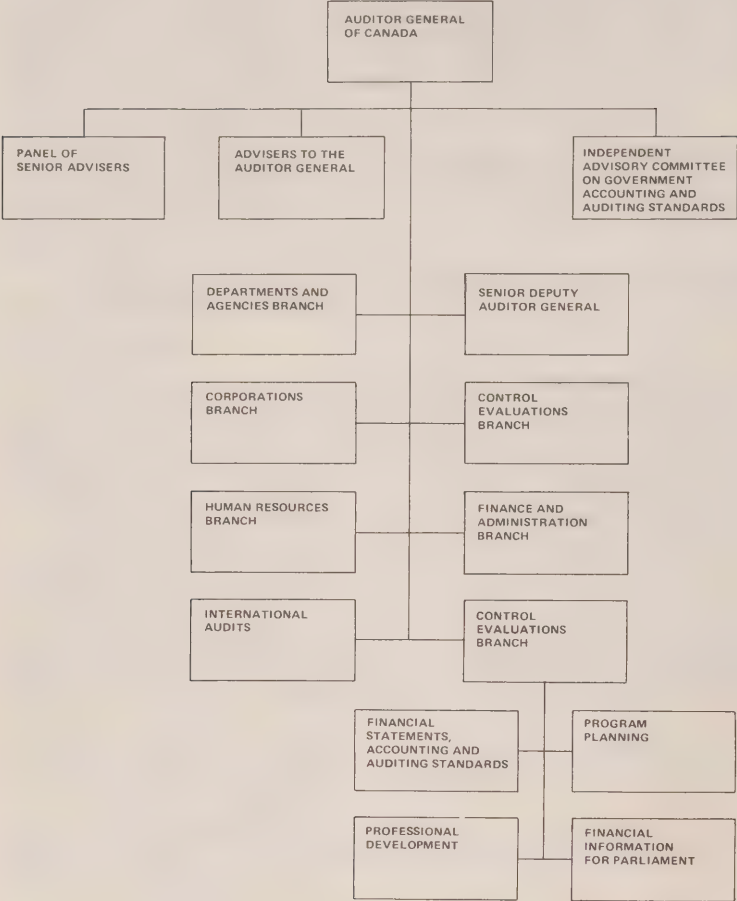 AUDITOR GENERAL
OF CANADA
PANEL OF
SENIOR ADVISERS
ADVISERS TO THE
AUDITOR GENERAL
INDEPENDENT
ADVISORY COMMITTEE
ON GOVERNMENT
ACCOUNTING AND
AUDITING STANDARDS
DEPARTMENTS AND
AGENCIES BRANCH
SENIOR DEPUTY
AUDITOR GENERAL
CORPORATIONS
BRANCH
CONTROL
EVALUATIONS
BRANCH
HUMAN RESOURCES
BRANCH
FINANCE AND
ADMINISTRATION
BRANCH
INTERNATIONAL
AUDITS
CONTROL
EVALUATIONS
BRANCH
FINANCIAL
STATEMENTS,
ACCOUNTING AND
AUDITING STANDARDS
PROGRAM
PLANNING
PROFESSIONAL
DEVELOPMENT
FINANCIAL
INFORMATION
FOR PARLIAMENT